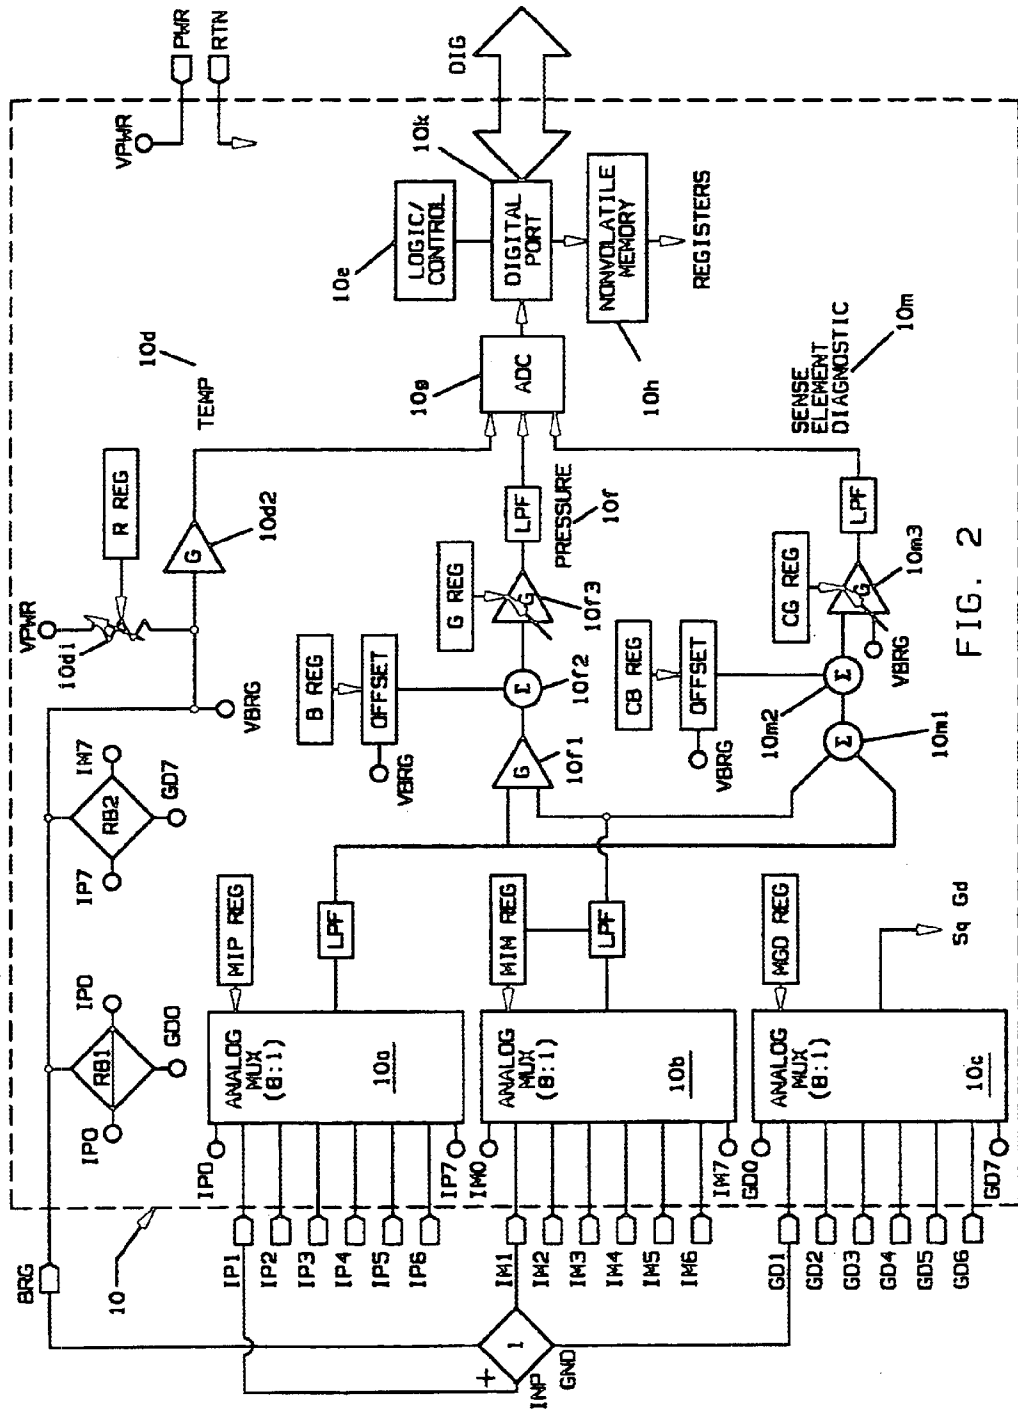 BRG
10
RB1
IPO
IPO
GD0
RB2
IP7
IM7
GD7
VBRG
VPWR
10d1
R REG
G
10d2
TEMP
10d
VPWR
PWR
RTN
IP0
IP1
IP2
IP3
IP4
IP5
IP6
IP7
ANALOG
MUX
(8:1)
10a
MIP REG
LPF
IM0
IM1
IM2
IM3
IM4
IM5
IM6
IM7
ANALOG
MUX
(8:1)
10b
MIM REG
LPF
GD0
GD1
GD2
GD3
GD4
GD5
GD6
GD7
ANALOG
MUX
(8:1)
10c
MGD REG
Sq Gd
+
1
INP
GND
G
10f1
VBRG
OFFSET
B REG
Σ
10f2
G REG
G
10f3
LPF
PRESSURE
10f
Σ
10m1
VBRG
OFFSET
CB REG
Σ
10m2
VBRG
CG REG
G
10m3
LPF
SENSE
ELEMENT
DIAGNOSTIC
10m
ADC
10g
LOGIC/
CONTROL
10e
DIGITAL
PORT
10k
DIG
NONVOLATILE
MEMORY
10h
REGISTERS
FIG. 2